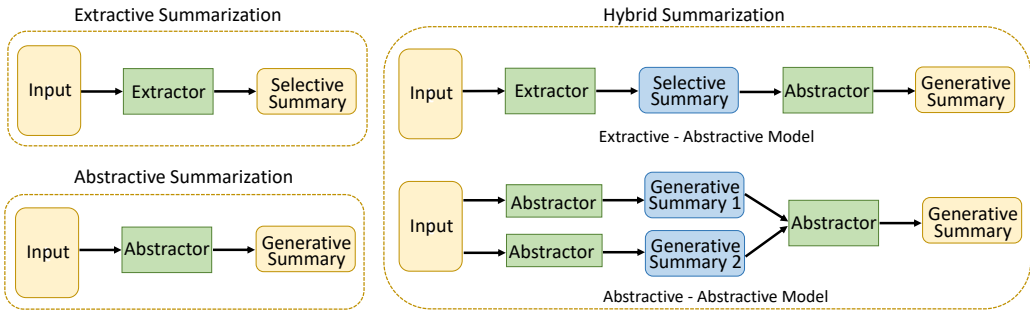 Extractive Summarization
Input
Extractor
Selective
Summary
Abstractive Summarization
Input
Abstractor
Generative
Summary
Hybrid Summarization
Input
Extractor
Selective
Summary
Abstractor
Generative
Summary
Extractive - Abstractive Model
Input
Abstractor
Generative
Summary 1
Abstractor
Generative
Summary 2
Abstractor
Generative
Summary
Abstractive - Abstractive Model